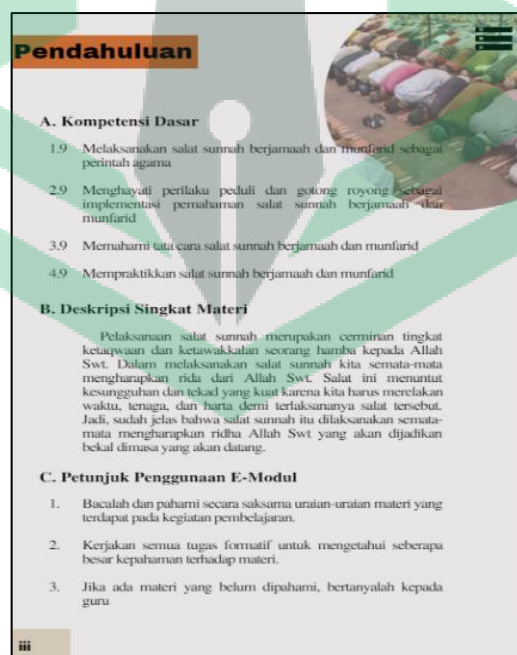 Pendahuluan
A. Kompetensi Dasar
1.9 Melaksanakan salat sunnah berjamaah dan munfarid sebagai
perintah agama
2.9 Menghayati perilaku peduli dan gotong royong sebagai
implementasi pemahaman salat sunnah berjamaah dan
munfarid
3.9 Memahami tata cara salat sunnah berjamaah dan munfarid
4.9 Mempraktikkan salat sunnah berjamaah dan munfarid
B. Deskripsi Singkat Materi
Pelaksanaan salat sunnah merupakan cerminan tingkat
ketaqwaan dan ketawakkalan seorang hamba kepada Allah
Swt. Dalam melaksanakan salat sunnah kita semata-mata
mengharapkan rida dari Allah Swt. Salat ini menuntut
kesungguhan dan tekad yang kuat karena kita harus merelakan
waktu, tenaga, dan harta demi terlaksananya salat tersebut.
Jadi, sudah jelas bahwa salat sunnah itu dilaksanakan semata-
mata mengharapkan ridha Allah Swt yang akan dijadikan
bekal dimasa yang akan datang.
C. Petunjuk Penggunaan E-Modul
1. Bacalah dan pahami secara saksama uraian-uraian materi yang
terdapat pada kegiatan pembelajaran.
2. Kerjakan semua tugas formatif untuk mengetahui seberapa
besar kepahaman terhadap materi.
3. Jika ada materi yang belum dipahami, bertanyalah kepada
guru
iii